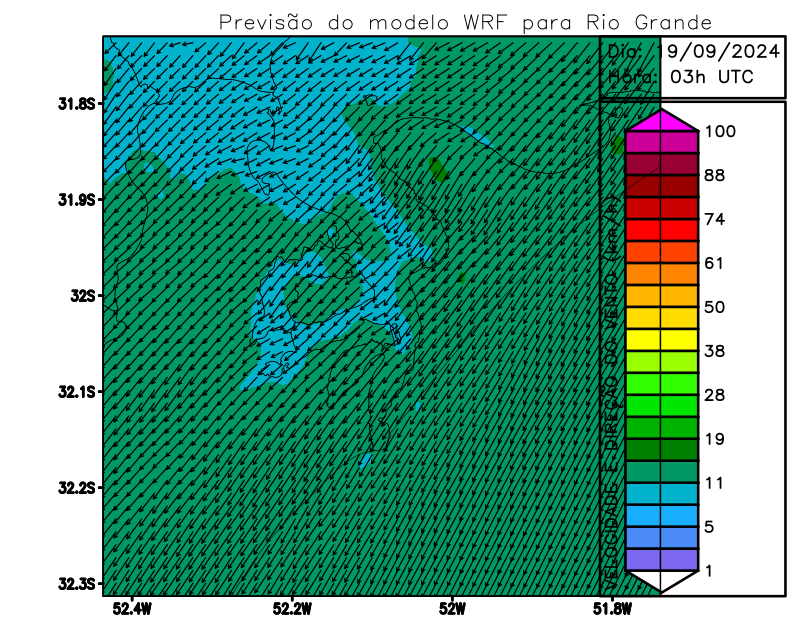 Previsão do modelo WRF para Rio Grande
Dia: 19/09/2024
Hora: 03h UTC
31.8S
31.9S
32S
32.1S
32.2S
32.3S
52.4W
52.2W
52W
51.8W
VELOCIDADE E DIREÇÃO DO VENTO (km/h)
100
88
74
61
50
38
28
19
11
5
1